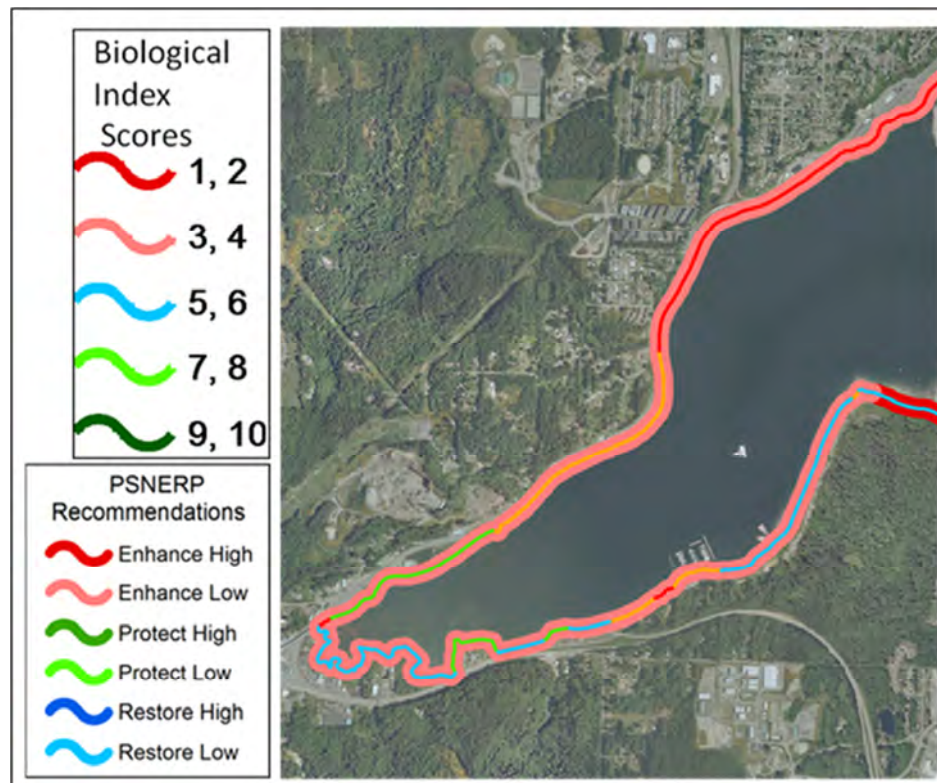 Biological
Index
Scores
1, 2
3, 4
5, 6
7, 8
9, 10
PSNERP
Recommendations
Enhance High
Enhance Low
Protect High
Protect Low
Restore High
Restore Low